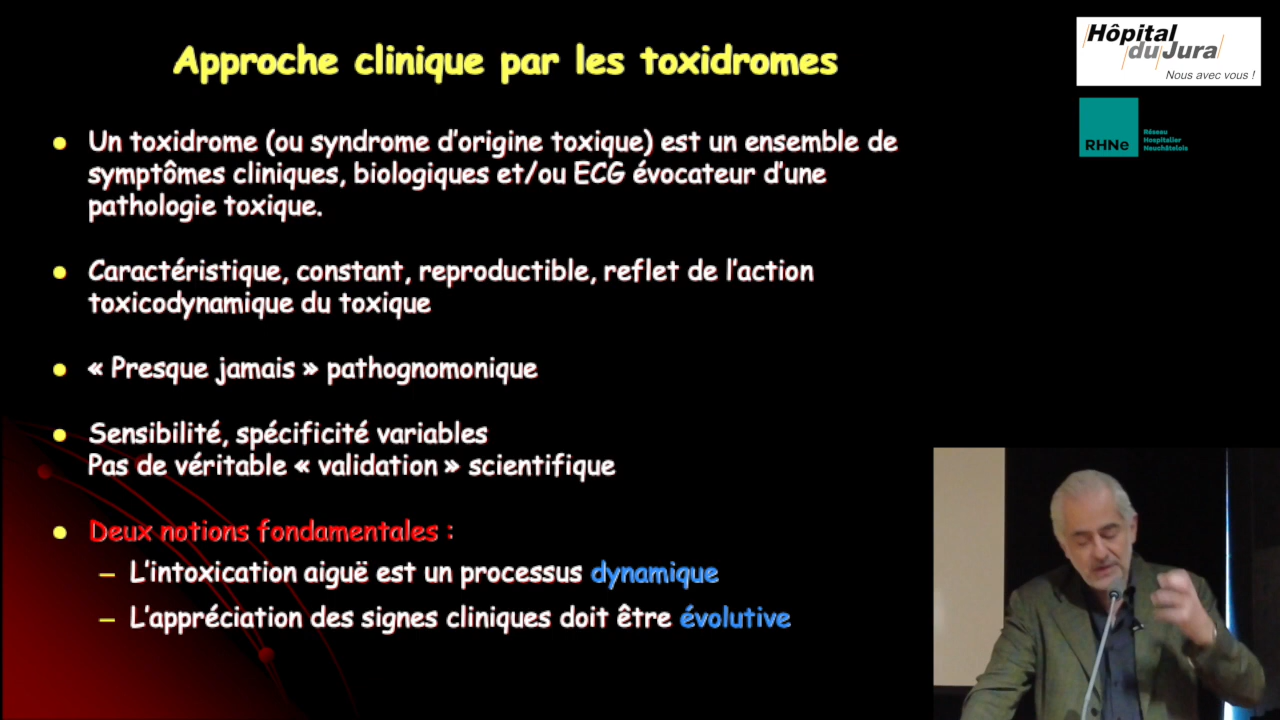 Approche clinique par les toxidromes
Hôpital
du Jura
Nous avec vous !
RHNe
Réseau
Hospitalier
Neuchâtelois
• Un toxidrome (ou syndrome d'origine toxique) est un ensemble de
symptômes cliniques, biologiques et/ou ECG évocateur d'une
pathologie toxique.
• Caractéristique, constant, reproductible, reflet de l'action
toxicodynamique du toxique
• « Presque jamais » pathognomonique
• Sensibilité, spécificité variables
Pas de véritable « validation » scientifique
• Deux notions fondamentales :
– L'intoxication aiguë est un processus dynamique
– L'appréciation des signes cliniques doit être évolutive